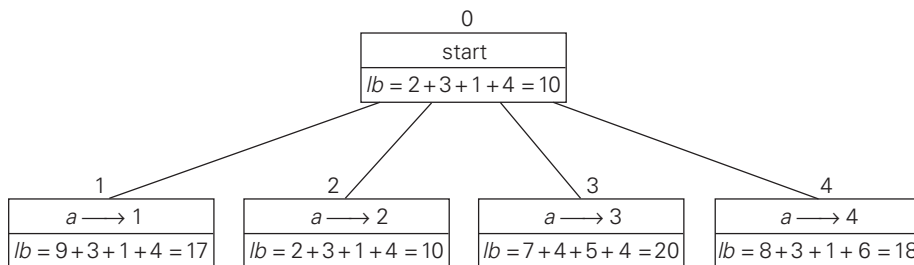 0
start
lb = 2 + 3 + 1 + 4 = 10
1
2
3
4
a ⟶ 1
a ⟶ 2
a ⟶ 3
a ⟶ 4
lb = 9 + 3 + 1 + 4 = 17
lb = 2 + 3 + 1 + 4 = 10
lb = 7 + 4 + 5 + 4 = 20
lb = 8 + 3 + 1 + 6 = 18